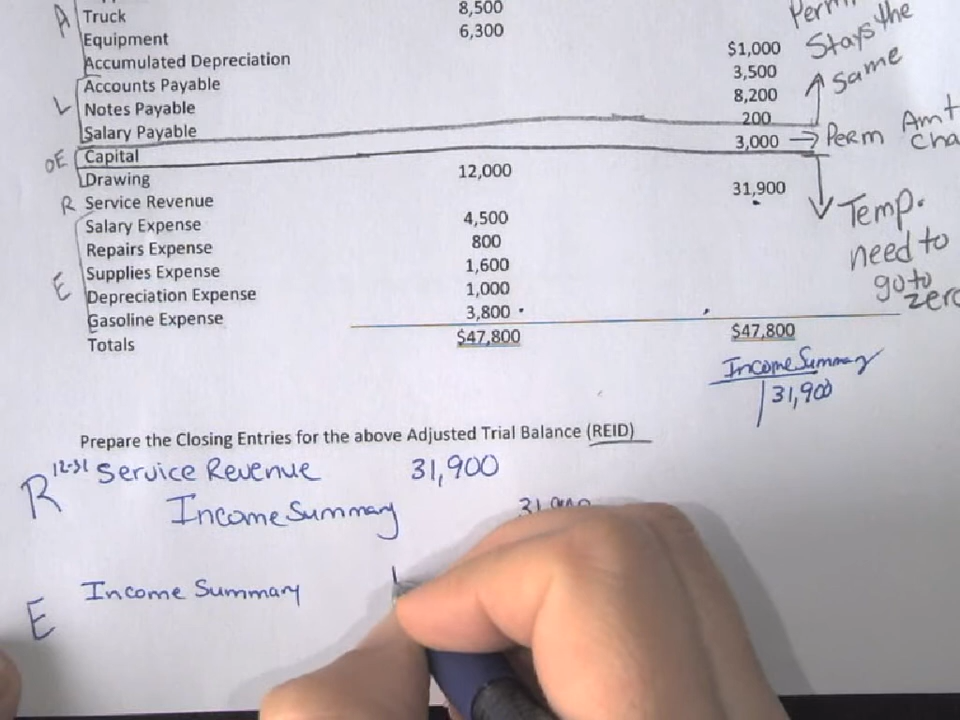 A Truck 8,500
Equipment 6,300
Accumulated Depreciation $1,000
Accounts Payable 3,500
L Notes Payable 8,200
Salary Payable 200
OE Capital 3,000 → Perm Amt
Drawing 12,000
R Service Revenue 31,900
Salary Expense 4,500
Repairs Expense 800
Supplies Expense 1,600
E Depreciation Expense 1,000
Gasoline Expense 3,800
Totals $47,800 $47,800
Stays the
same
Temp.
need to
go to
zero
Income Summary
31,900
Prepare the Closing Entries for the above Adjusted Trial Balance (REID)
R 12-31 Service Revenue 31,900
Income Summary 31,900
E Income Summary